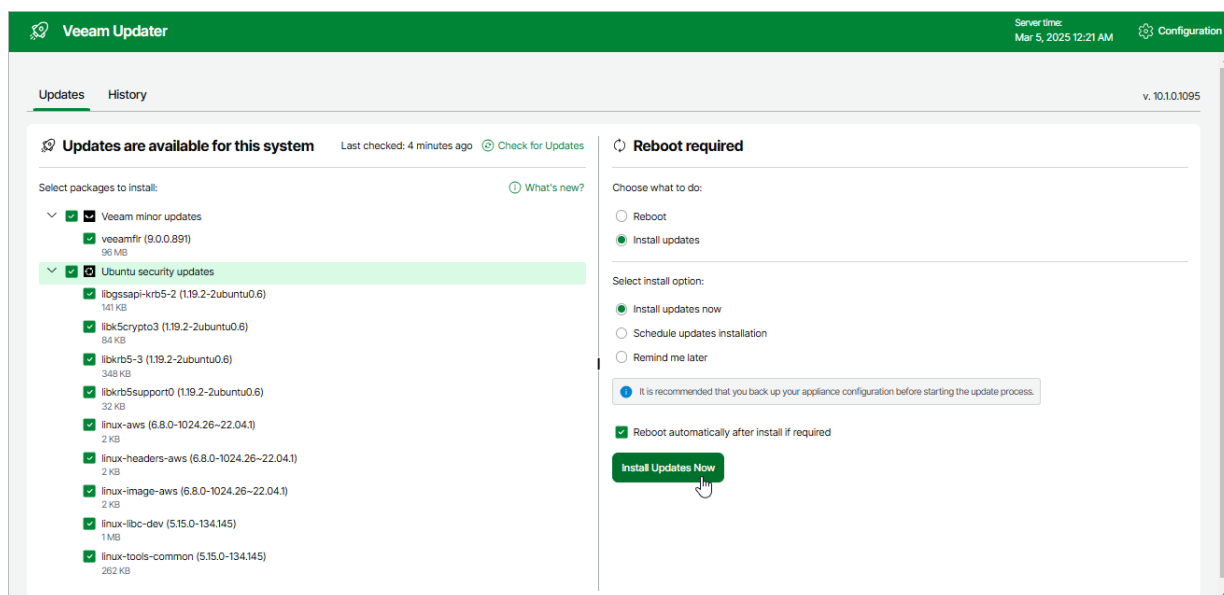 Veeam Updater
Server time:
Mar 5, 2025 12:21 AM
Configuration
Updates
History
v. 10.1.0.1095
Updates are available for this system
Last checked: 4 minutes ago
Check for Updates
Select packages to install:
What's new?
Veeam minor updates
veeamflr (9.0.0.891)
96 MB
Ubuntu security updates
libgssapi-krb5-2 (1.19.2-2ubuntu0.6)
141 KB
libk5crypto3 (1.19.2-2ubuntu0.6)
84 KB
libkrb5-3 (1.19.2-2ubuntu0.6)
348 KB
libkrb5support0 (1.19.2-2ubuntu0.6)
32 KB
linux-aws (6.8.0-1024.26~22.04.1)
2 KB
linux-headers-aws (6.8.0-1024.26~22.04.1)
2 KB
linux-image-aws (6.8.0-1024.26~22.04.1)
2 KB
linux-libc-dev (5.15.0-134.145)
1 MB
linux-tools-common (5.15.0-134.145)
262 KB
Reboot required
Choose what to do:
Reboot
Install updates
Select install option:
Install updates now
Schedule updates installation
Remind me later
It is recommended that you back up your appliance configuration before starting the update process.
Reboot automatically after install if required
Install Updates Now